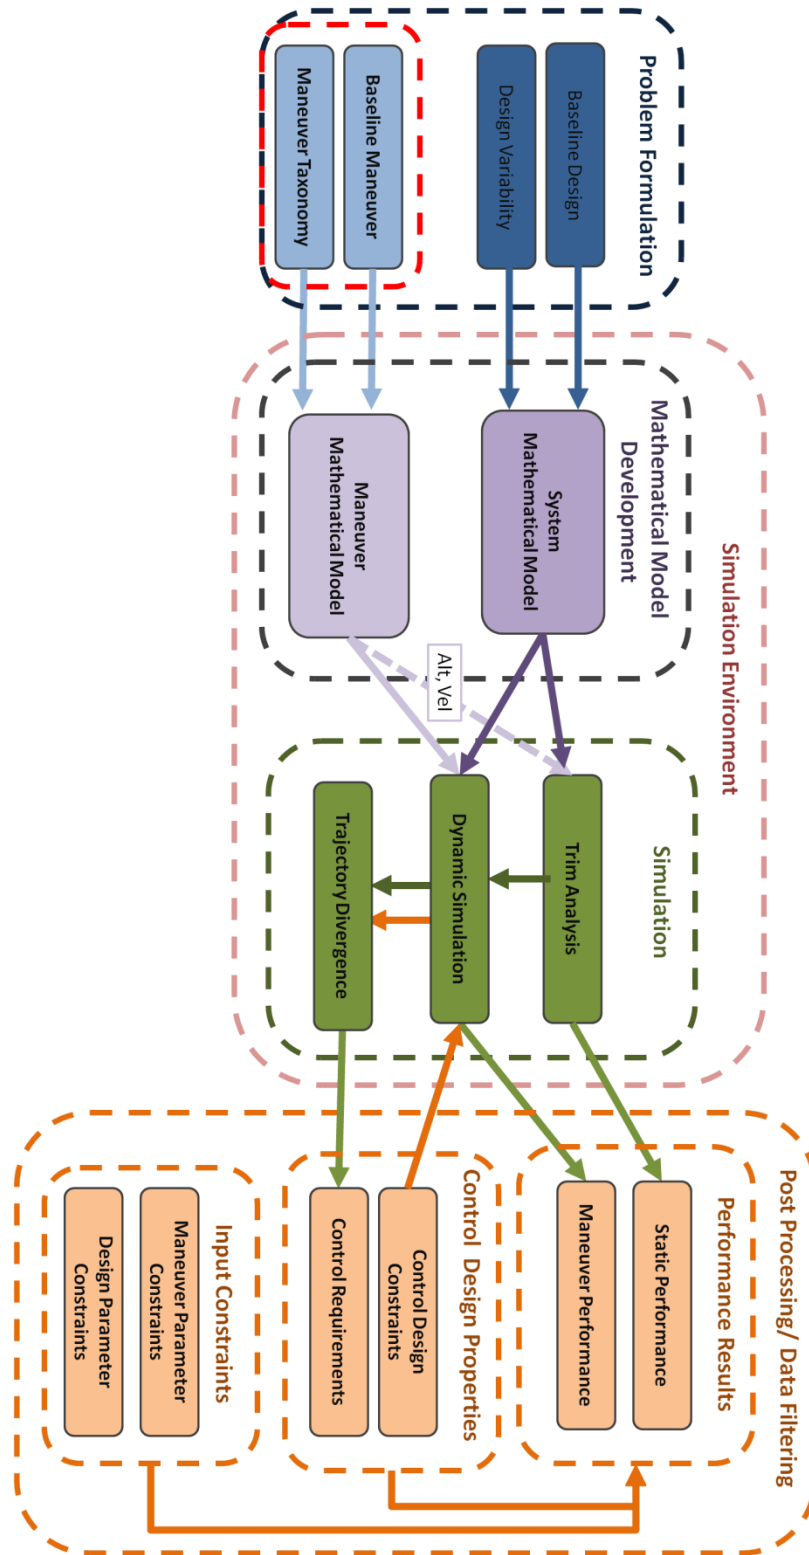 Problem Formulation
Baseline Design
Design Variability
Baseline Maneuver
Maneuver Taxonomy
Simulation Environment
Mathematical Model
Development
System
Mathematical Model
Maneuver
Mathematical Model
Alt, Vel
Simulation
Trim Analysis
Dynamic Simulation
Trajectory Divergence
Post Processing/ Data Filtering
Performance Results
Static Performance
Maneuver Performance
Control Design Properties
Control Design
Constraints
Control Requirements
Input Constraints
Maneuver Parameter
Constraints
Design Parameter
Constraints